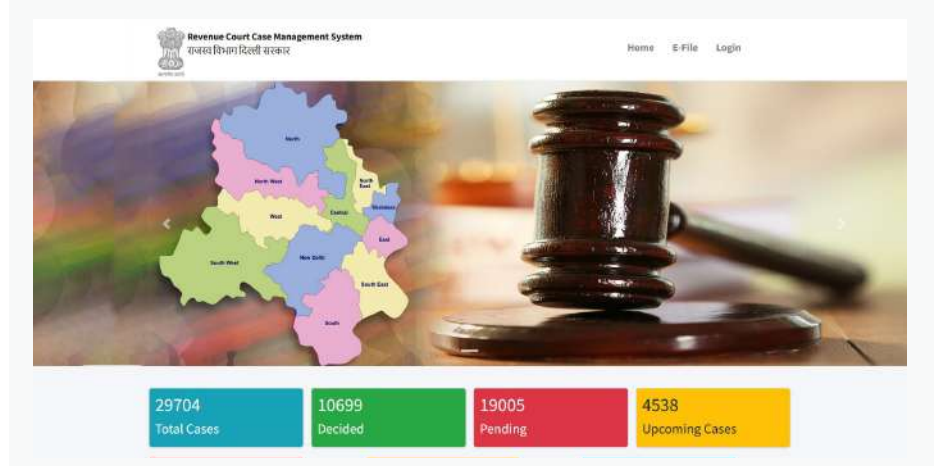 Revenue Court Case Management System
राजस्व विभाग दिल्ली सरकार
Home E-File Login
North
North West
North
East
West
Central
Shahdara
East
South West
New Delhi
South East
South
29704
Total Cases
10699
Decided
19005
Pending
4538
Upcoming Cases